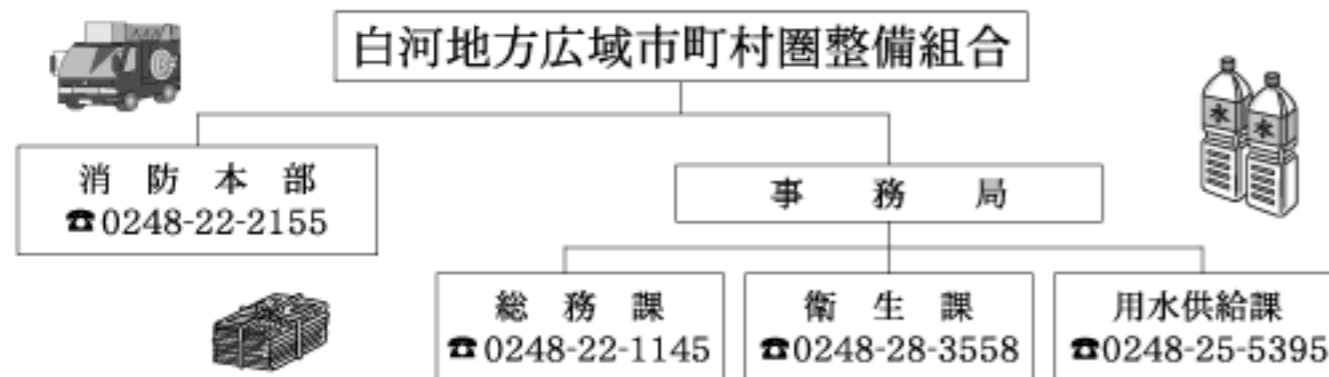 白河地方広域市町村圏整備組合
消防本部
☎0248-22-2155
事務局
総務課
☎0248-22-1145
衛生課
☎0248-28-3558
用水供給課
☎0248-25-5395
水
水